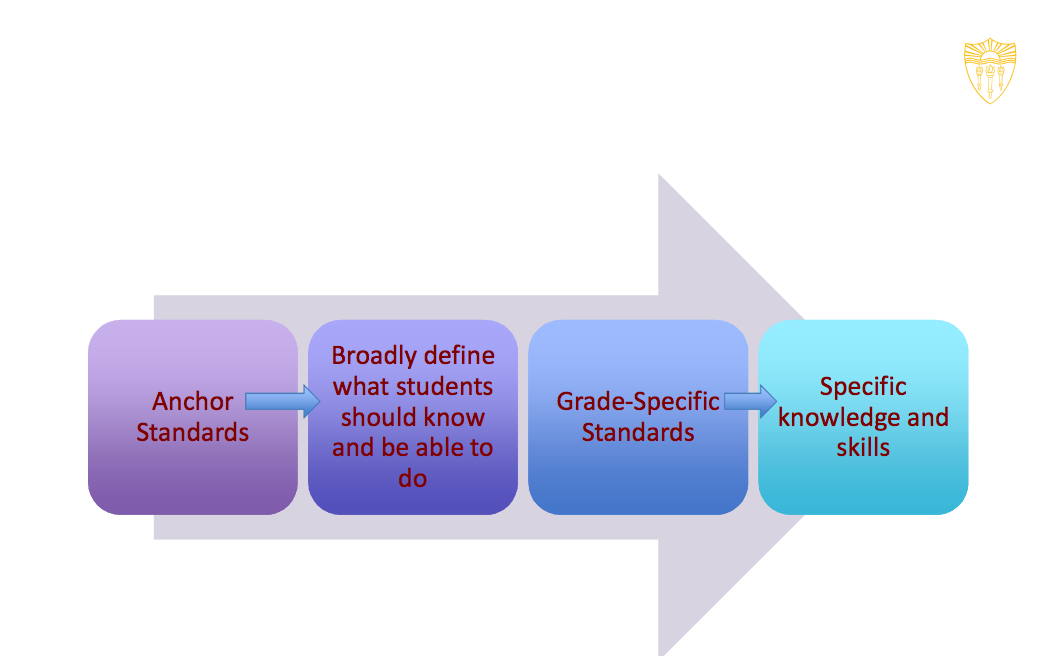 Anchor
Standards
Broadly define
what students
should know
and be able to
do
Grade-Specific
Standards
Specific
knowledge and
skills